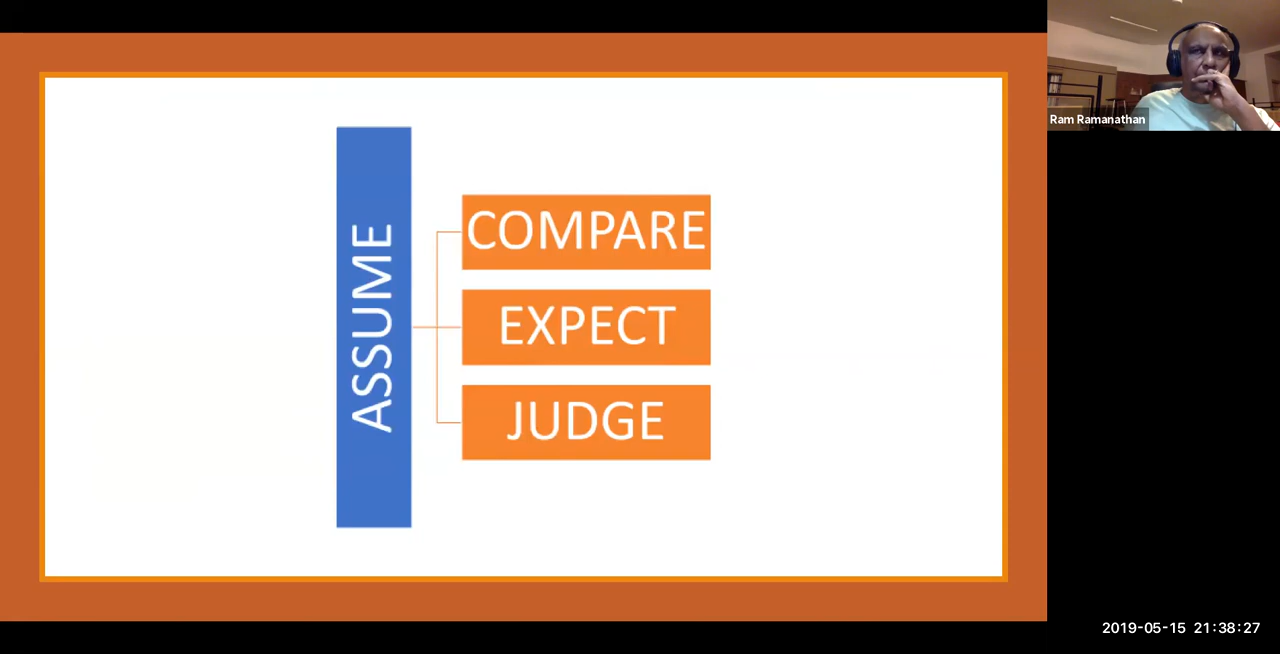 ASSUME
COMPARE
EXPECT
JUDGE
Ram Ramanathan
2019-05-15 21:38:27